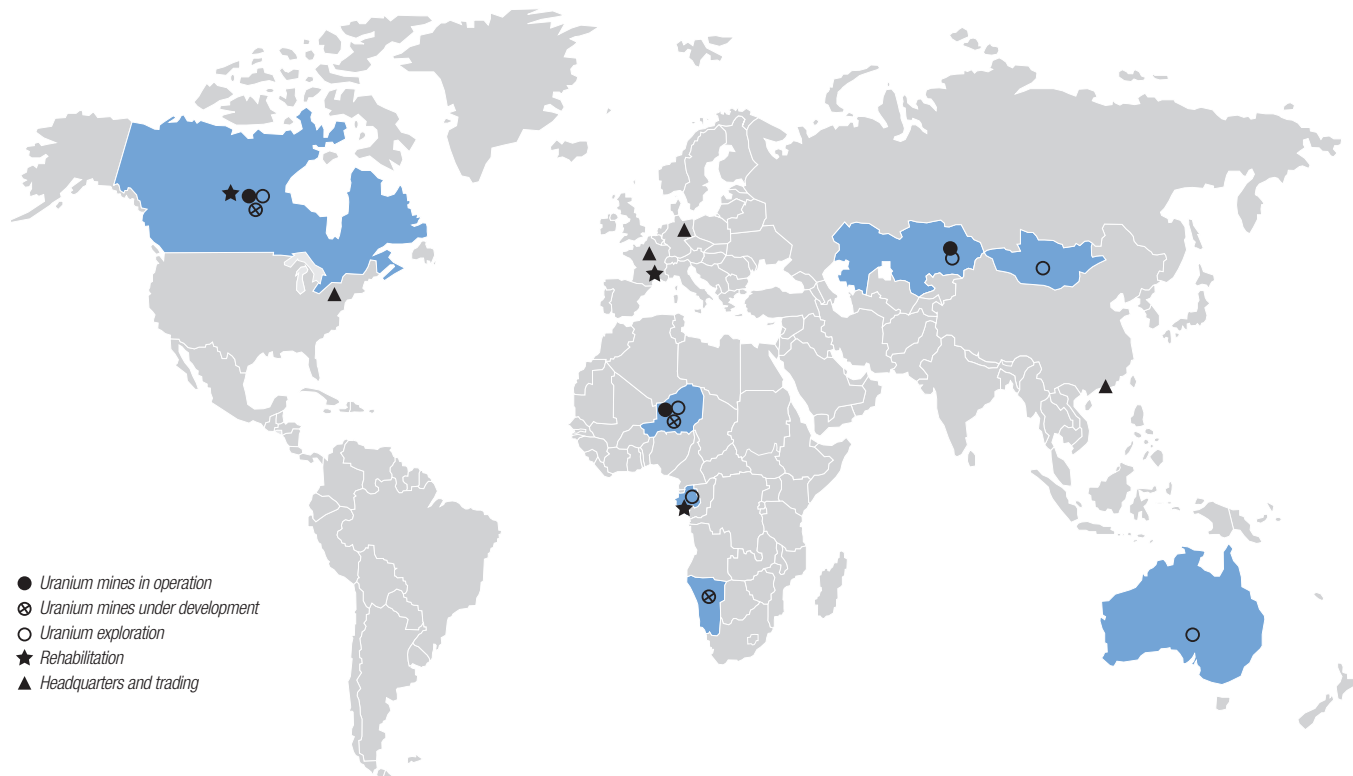 Uranium mines in operation
Uranium mines under development
Uranium exploration
Rehabilitation
Headquarters and trading